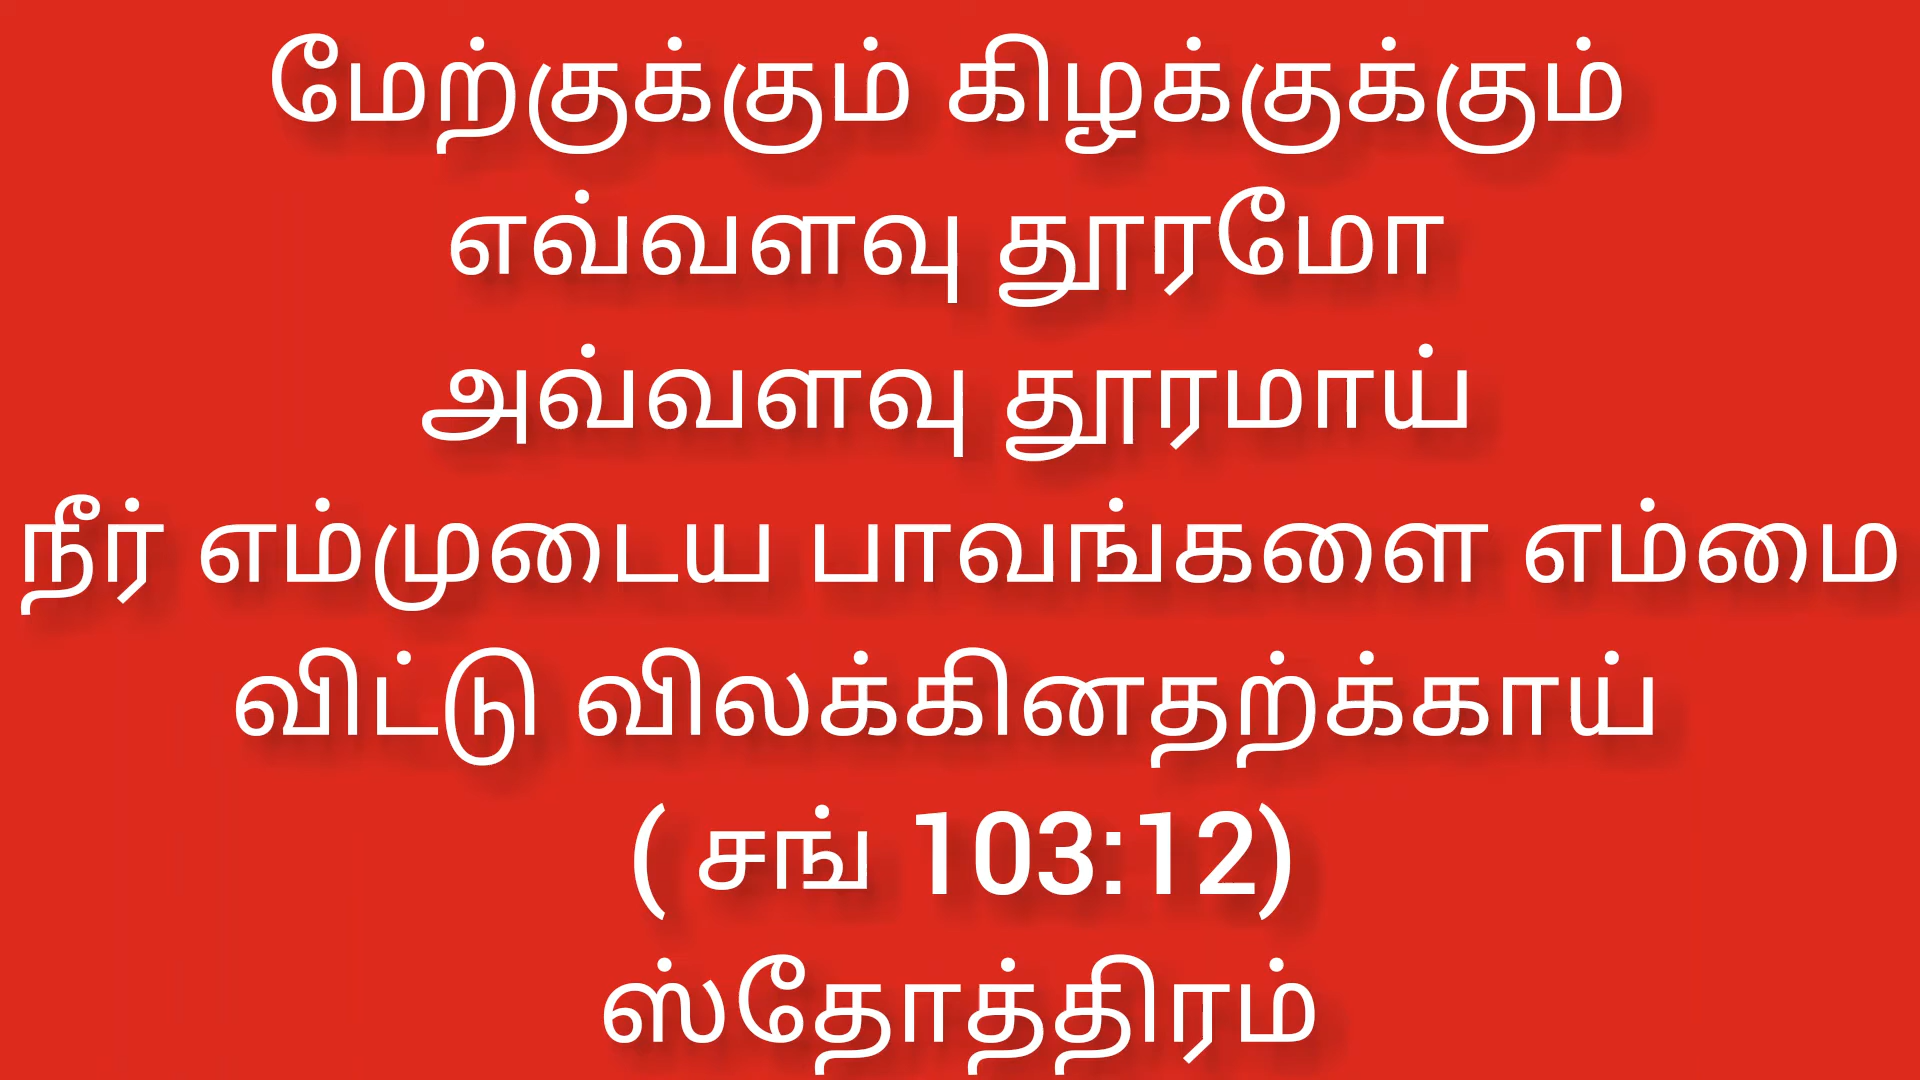 மேற்குக்கும் கிழக்குக்கும்
எவ்வளவு தூரமோ
அவ்வளவு தூரமாய்
நீர் எம்முடைய பாவங்களை எம்மை
விட்டு விலக்கினதற்க்காய்
( சங் 103:12)
ஸ்தோத்திரம்